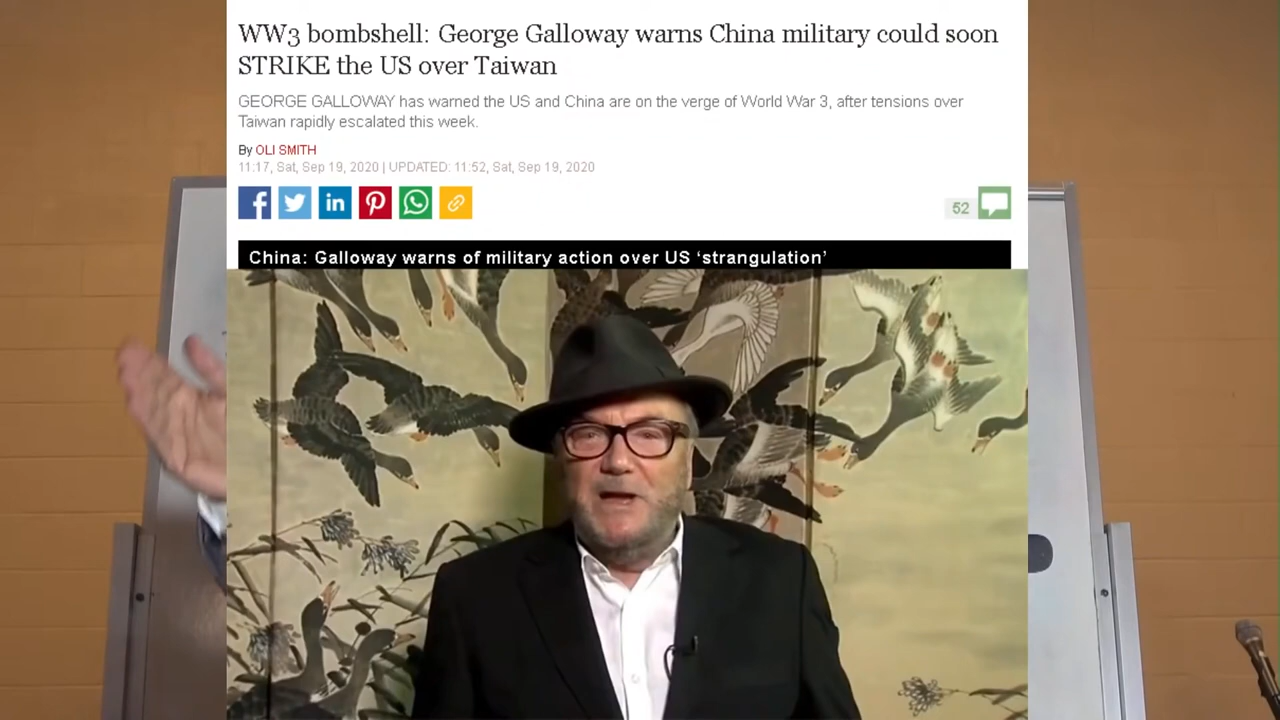 WW3 bombshell: George Galloway warns China military could soon
STRIKE the US over Taiwan
GEORGE GALLOWAY has warned the US and China are on the verge of World War 3, after tensions over
Taiwan rapidly escalated this week.
By OLI SMITH
11:17, Sat, Sep 19, 2020 | UPDATED: 11:52, Sat, Sep 19, 2020
in
52
China: Galloway warns of military action over US ‘strangulation’